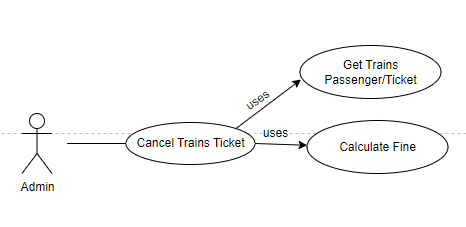 Get Trains
Passenger/Ticket
uses
uses
Cancel Trains Ticket
Calculate Fine
Admin